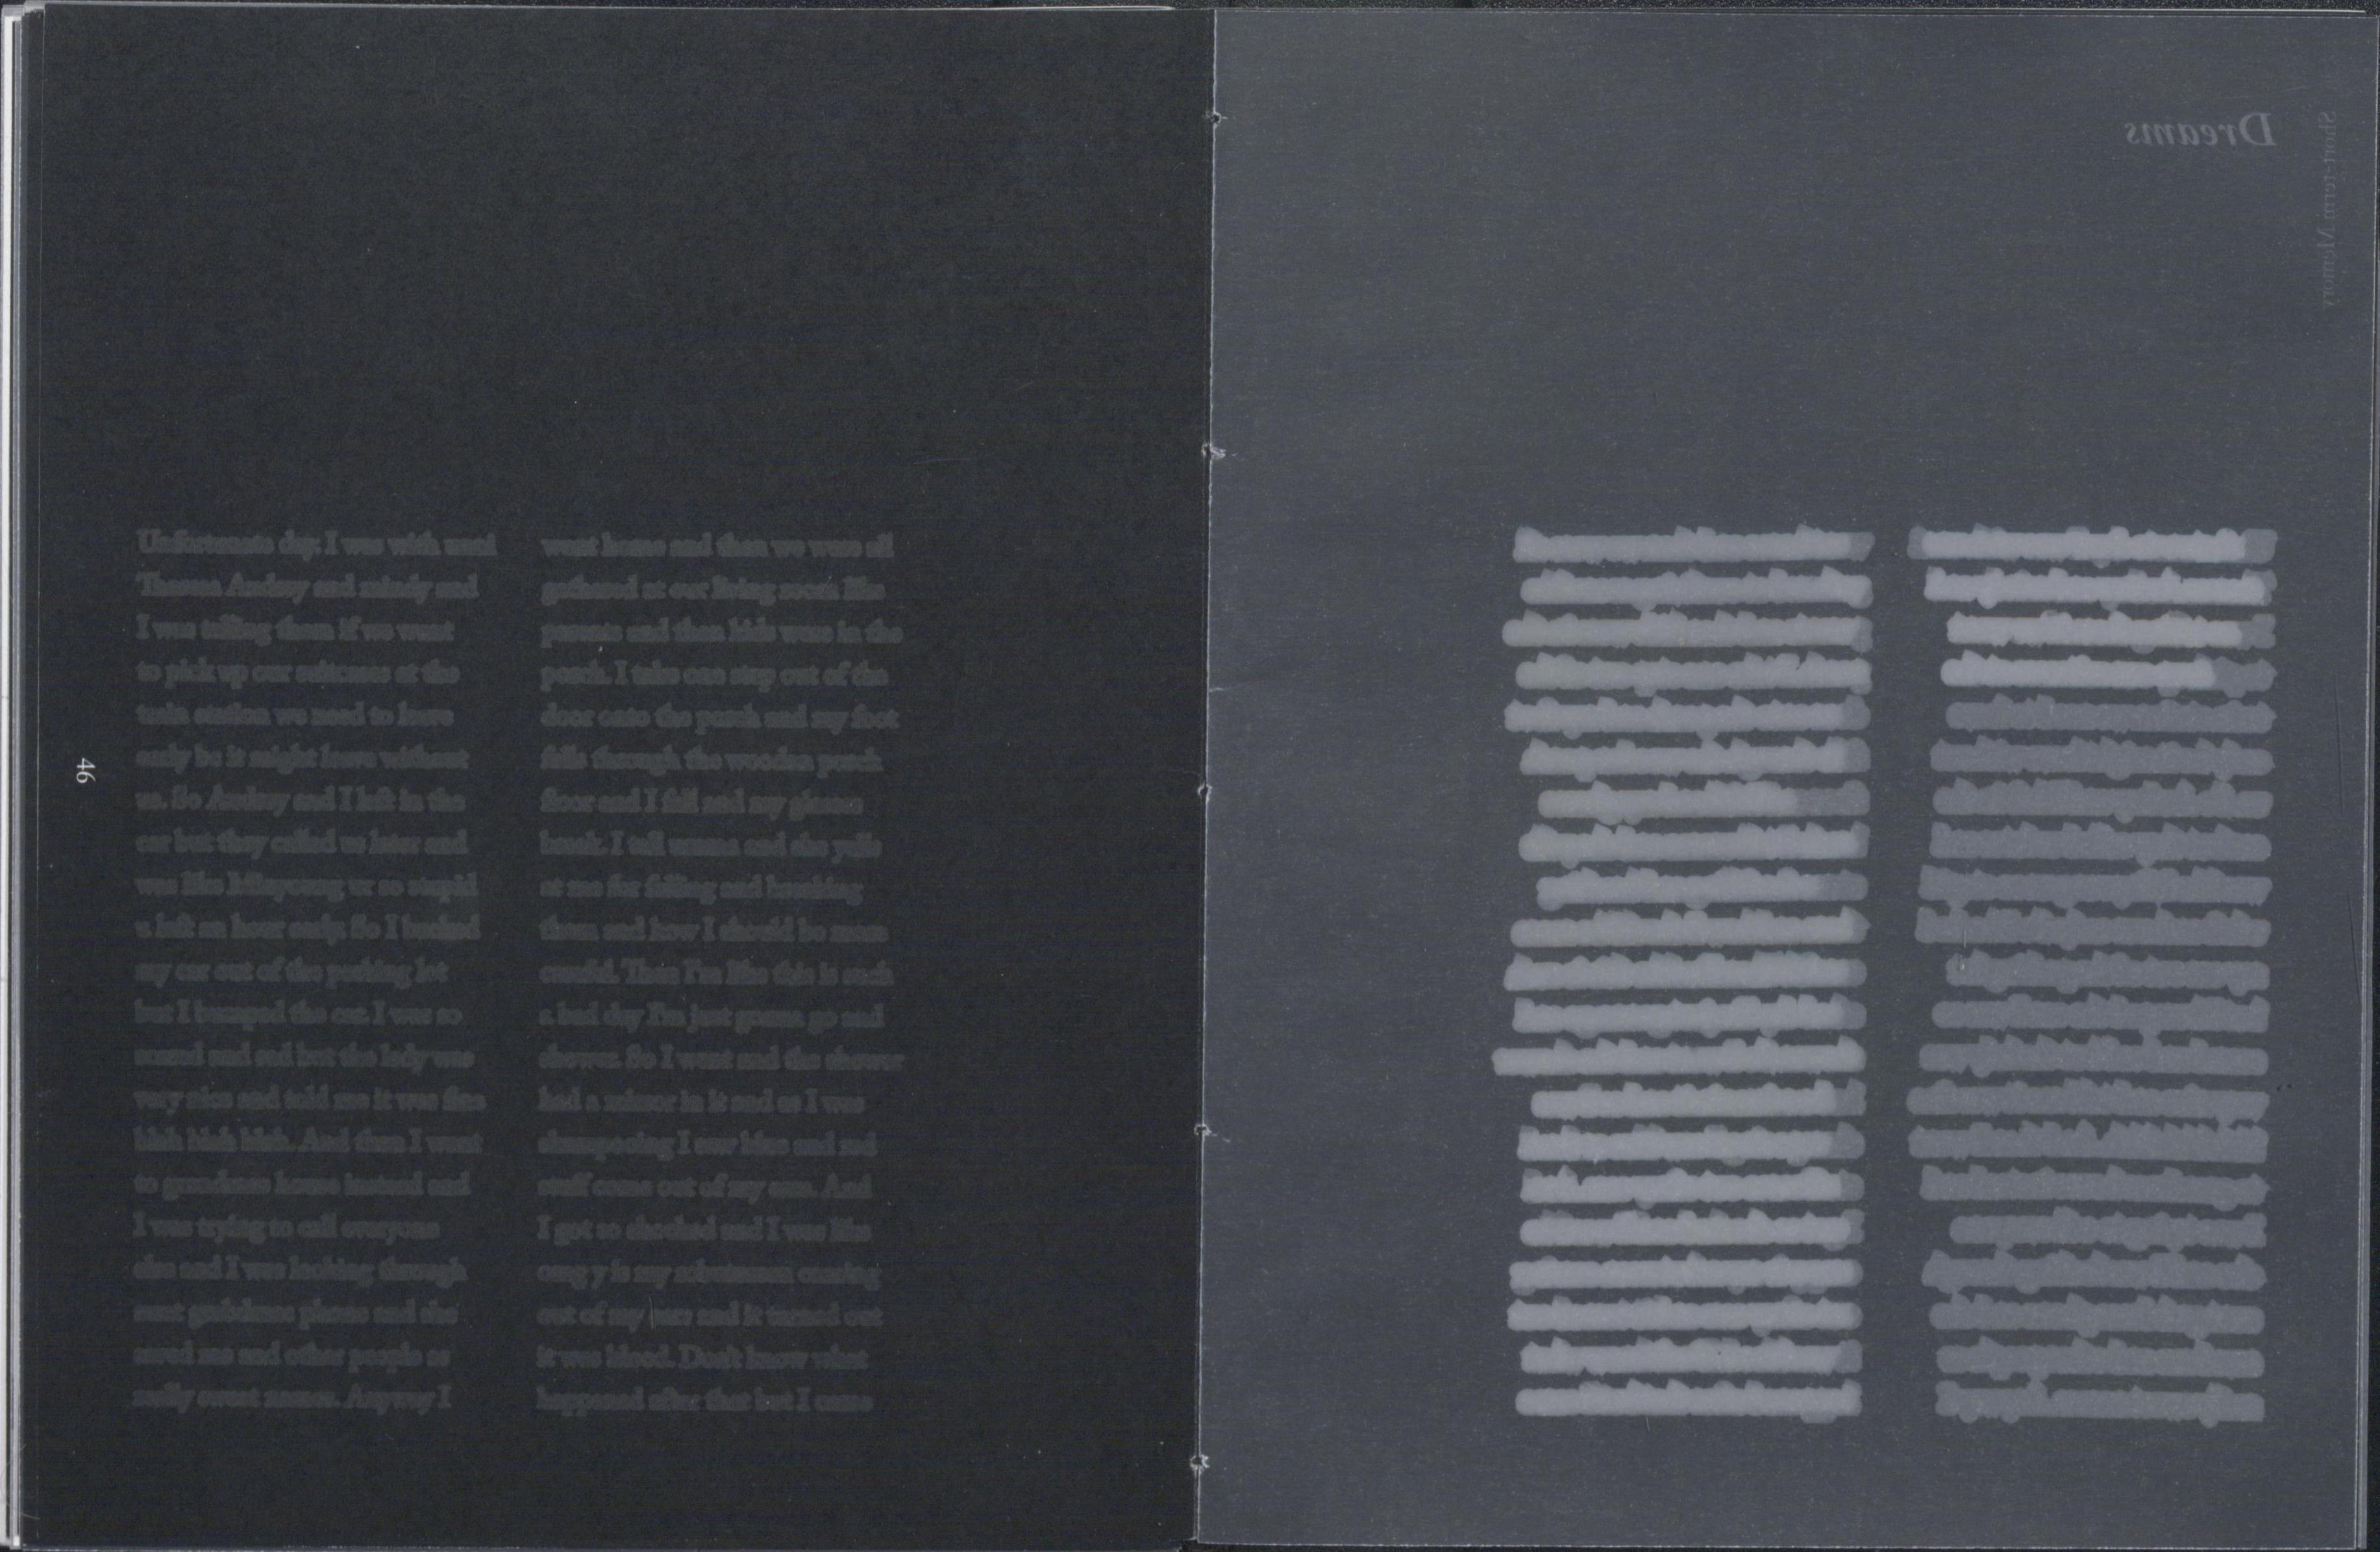 Unfortunate day. I was with umi
Theresa Audrey and mindy and
I was telling them if we want
to pick up our suitcases at the
train station we need to leave
early bc it might leave without
us. So Audrey and I left in the
car but they called us later and
was like Minyoung ur so stupid
u left an hour early. So I backed
my car out of the parking lot
but I bumped the car. I was so
scared and sad but the lady was
very nice and told me it was fine
blah blah blah. And then I went
to grandmas house instead and
I was trying to call everyone
else and I was looking through
aunt phone and she
saved me and other people as
really sweet names. Anyway I
went home and then we were all
gathered at our living room like
parents and then kids were in the
porch. I take one step out of the
door onto the porch and my foot
falls through the wooden porch
floor and I fall and my glasses
break. I tell umma and she yells
at me for falling and breaking
them and how I should be more
careful. Then I'm like this is such
a bad day I'm just gonna go and
shower. So I went and the shower
had a mirror in it and as I was
shampooing I saw blue and red
stuff come out of my ears. And
I got so shocked and I was like
omg y is my coming
out of my ears and it turned out
it was blood. Don't know what
happened after that but I came
46
Dreams
Short-term Memory